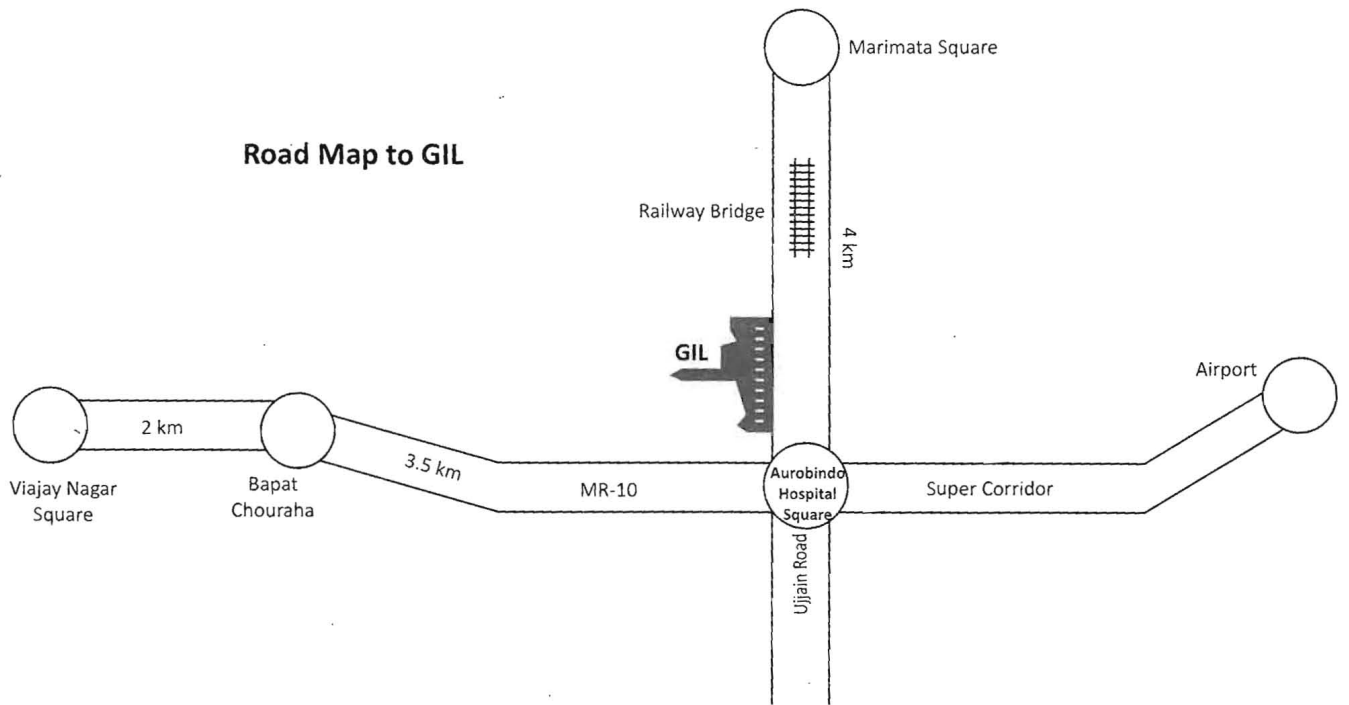 Marimata Square
Road Map to GIL
Railway Bridge
4 km
GIL
Airport
2 km
3.5 km
Viajay Nagar
Square
Bapat
Chouraha
MR-10
Aurobindo
Hospital
Square
Super Corridor
Ujjain Road